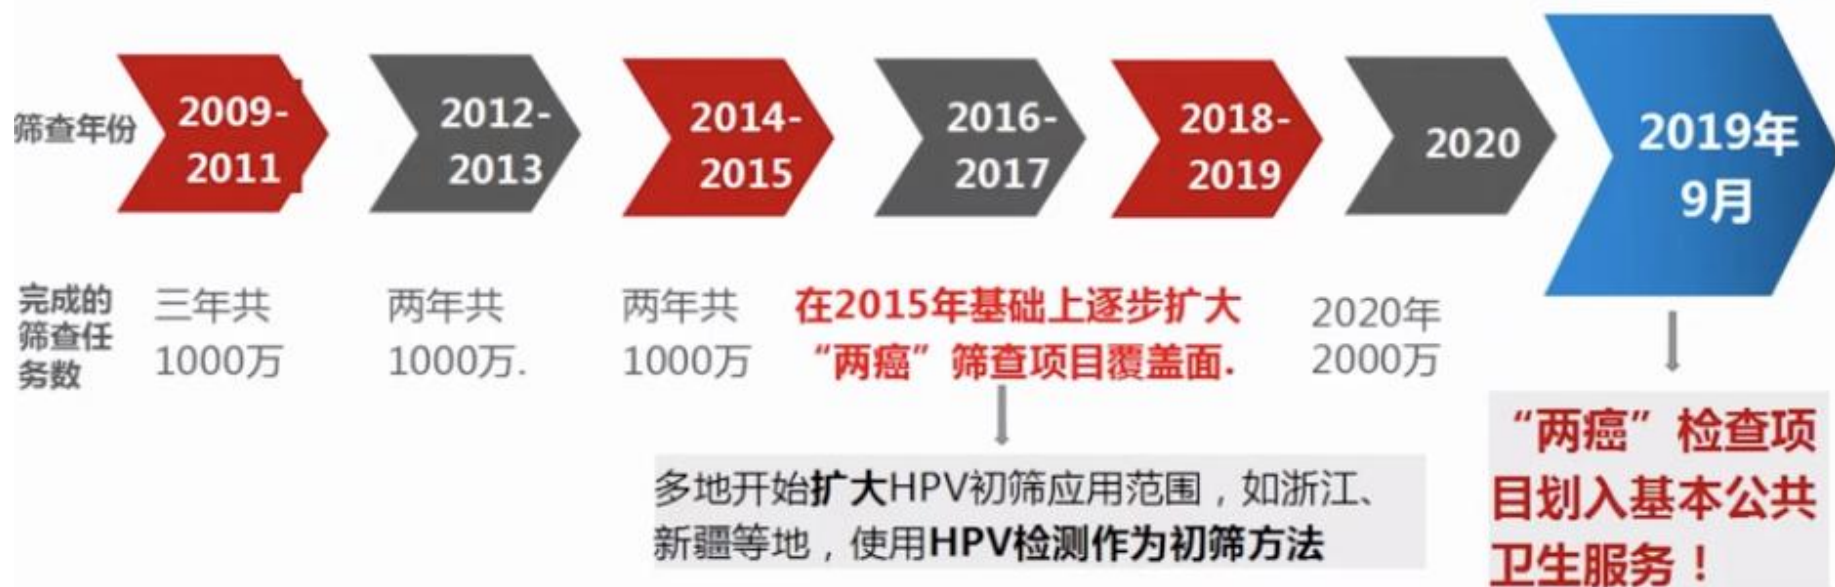 筛查年份
2009-
2011
2012-
2013
2014-
2015
2016-
2017
2018-
2019
2020
2019年
9月
完成的
筛查任
务数
三年共
1000万
两年共
1000万.
两年共
1000万
在2015年基础上逐步扩大
“两癌”筛查项目覆盖面.
2020年
2000万
多地开始扩大HPV初筛应用范围，如浙江、
新疆等地，使用HPV检测作为初筛方法
“两癌”检查项
目划入基本公共
卫生服务！